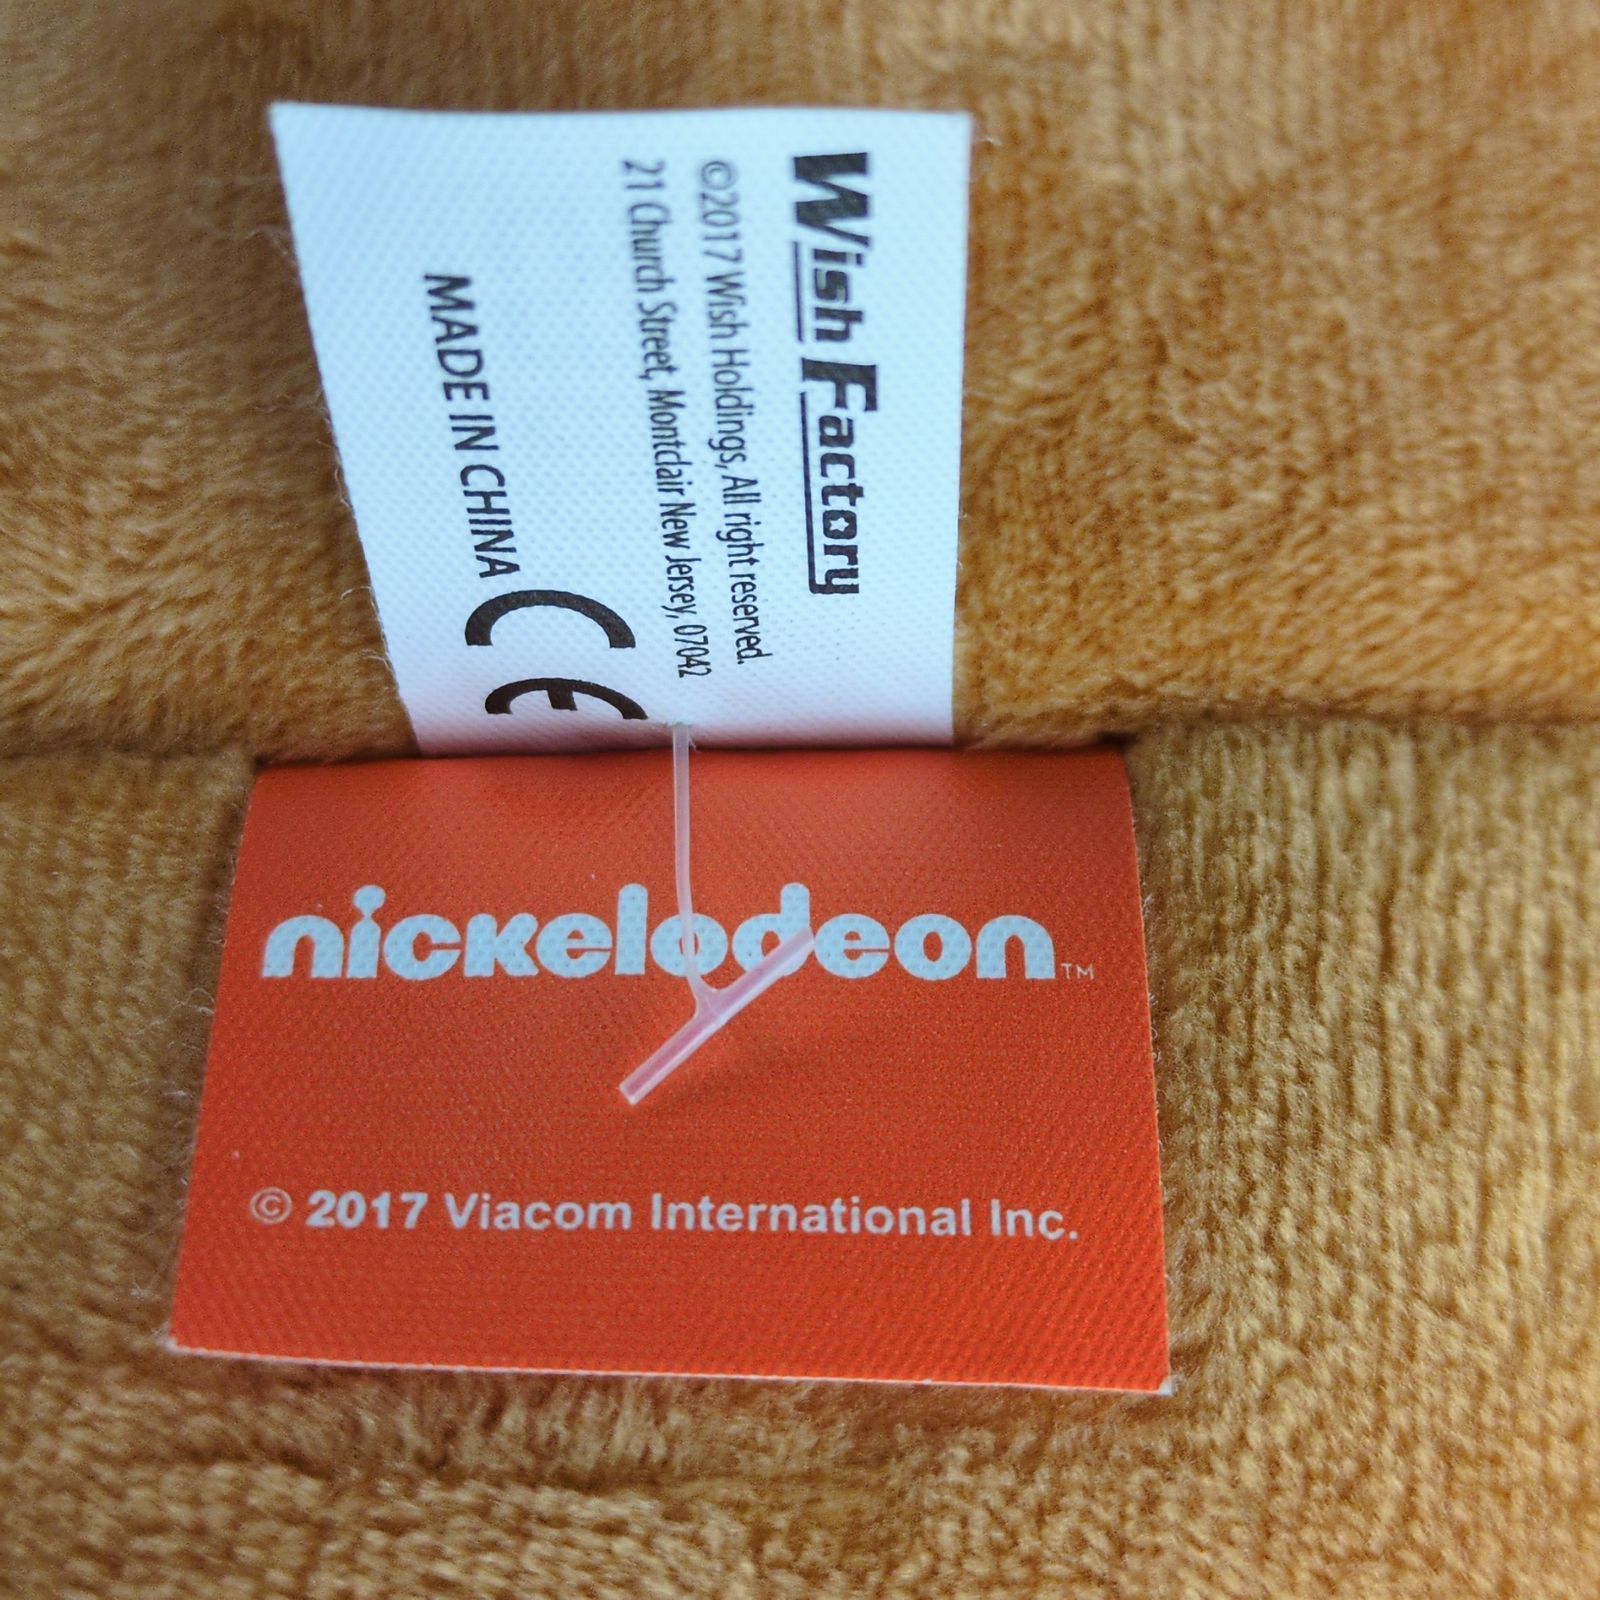 Wish Factory
©2017 Wish Holdings, All right reserved.
21 Church Street, Montclair New Jersey, 07042
MADE IN CHINA
CE
nickelodeon™
© 2017 Viacom International Inc.